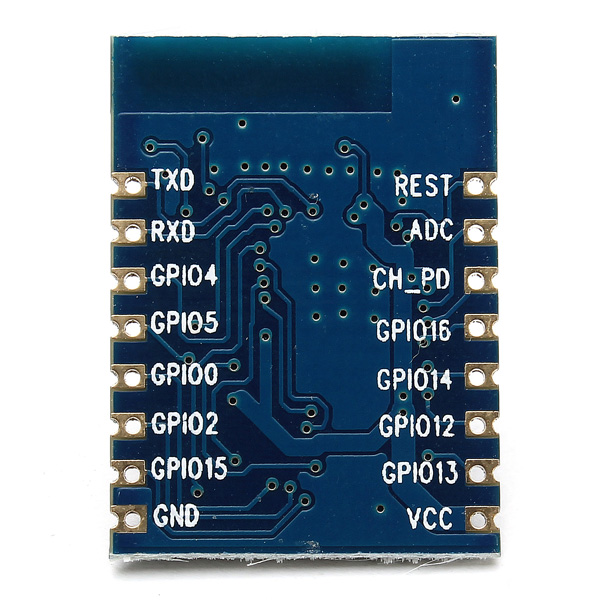 TXD REST
RXD ADC
GPIO4 CH_PD
GPIO5 GPIO16
GPIO0 GPIO14
GPIO2 GPIO12
GPIO15 GPIO13
GND VCC